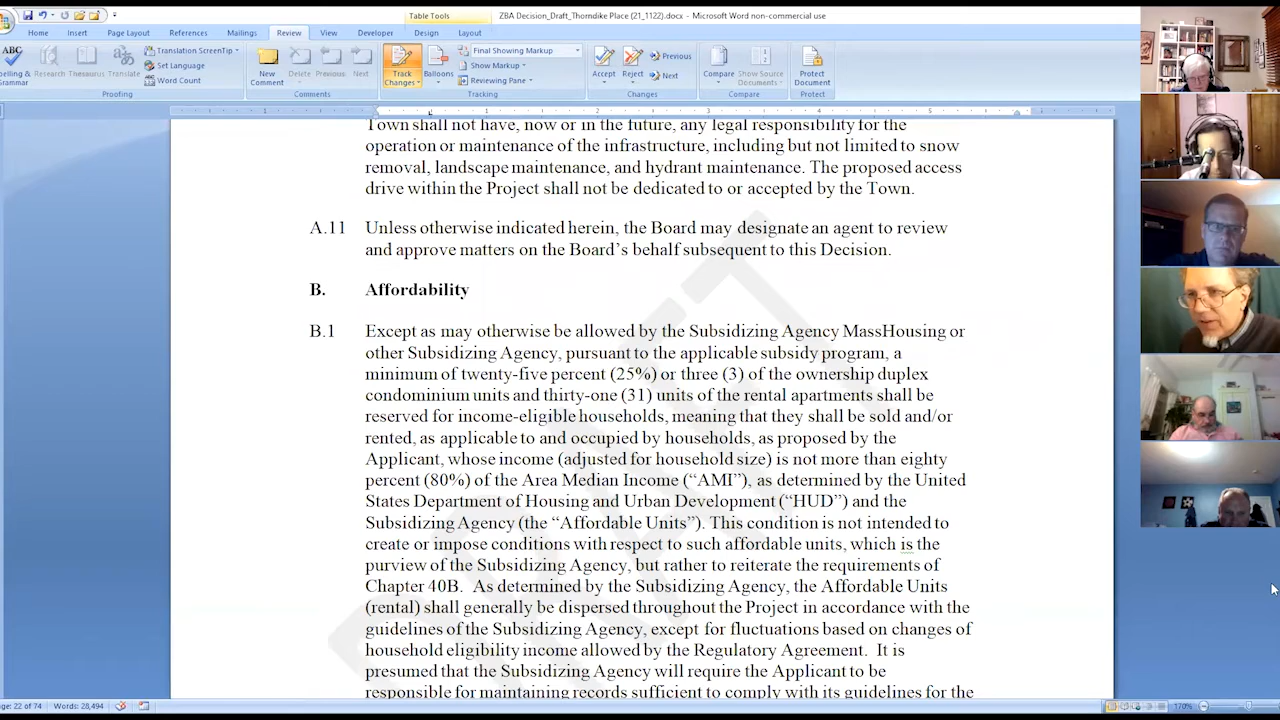 Table Tools
ZBA Decision_Draft_Thorndike Place (21_1122).docx - Microsoft Word non-commercial use
Home Insert Page Layout References Mailings Review View Developer Design Layout
ABC
Spelling & Grammar Research Thesaurus Translate
Translation ScreenTip
Set Language
Word Count
Proofing
New Comment Delete Previous Next
Comments
Track Changes Balloons
Final Showing Markup
Show Markup
Reviewing Pane
Tracking
Accept Reject Previous
Next
Changes
Compare Show Source Documents
Compare
Protect Document
Protect
Town shall not have, now or in the future, any legal responsibility for the
operation or maintenance of the infrastructure, including but not limited to snow
removal, landscape maintenance, and hydrant maintenance. The proposed access
drive within the Project shall not be dedicated to or accepted by the Town.
A.11 Unless otherwise indicated herein, the Board may designate an agent to review
and approve matters on the Board's behalf subsequent to this Decision.
B. Affordability
B.1 Except as may otherwise be allowed by the Subsidizing Agency MassHousing or
other Subsidizing Agency, pursuant to the applicable subsidy program, a
minimum of twenty-five percent (25%) or three (3) of the ownership duplex
condominium units and thirty-one (31) units of the rental apartments shall be
reserved for income-eligible households, meaning that they shall be sold and/or
rented, as applicable to and occupied by households, as proposed by the
Applicant, whose income (adjusted for household size) is not more than eighty
percent (80%) of the Area Median Income ("AMI"), as determined by the United
States Department of Housing and Urban Development ("HUD") and the
Subsidizing Agency (the "Affordable Units"). This condition is not intended to
create or impose conditions with respect to such affordable units, which is the
purview of the Subsidizing Agency, but rather to reiterate the requirements of
Chapter 40B. As determined by the Subsidizing Agency, the Affordable Units
(rental) shall generally be dispersed throughout the Project in accordance with the
guidelines of the Subsidizing Agency, except for fluctuations based on changes of
household eligibility income allowed by the Regulatory Agreement. It is
presumed that the Subsidizing Agency will require the Applicant to be
responsible for maintaining records sufficient to comply with its guidelines for the
DRAFT
Page: 22 of 74 Words: 28,494 170%